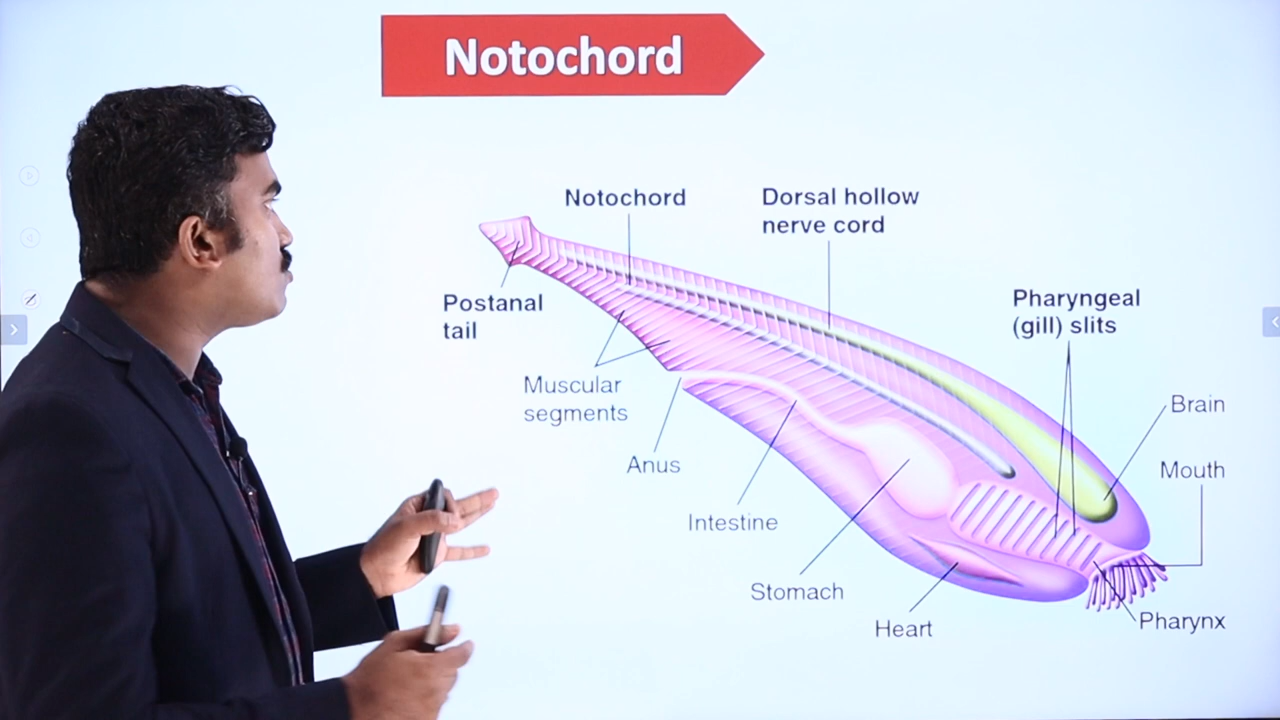 Notochord
Notochord
Dorsal hollow
nerve cord
Postanal
tail
Pharyngeal
(gill) slits
Muscular
segments
Brain
Anus
Mouth
Intestine
Stomach
Heart
Pharynx